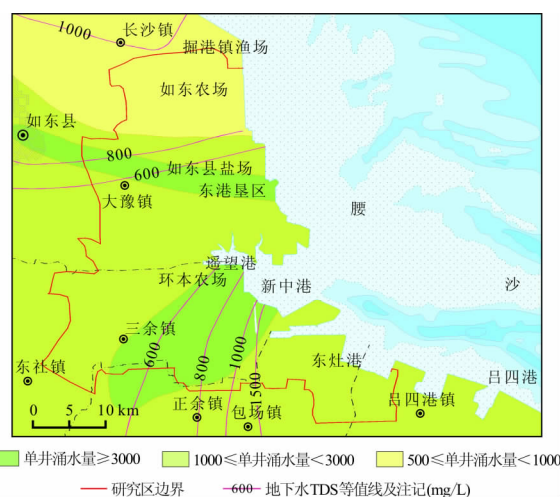 1000
长沙镇
掘港镇渔场
如东农场
如东县
800
600
如东县盐场
东港垦区
大豫镇
腰
遥望港
环本农场
新中港
沙
三余镇
600
800
1000
1500
东灶港
东社镇
吕四港
0 5 10 km
正余镇
包场镇
吕四港镇
单井涌水量≥3000 1000≤单井涌水量<3000 500≤单井涌水量<1000
研究区边界 600 地下水TDS等值线及注记(mg/L)